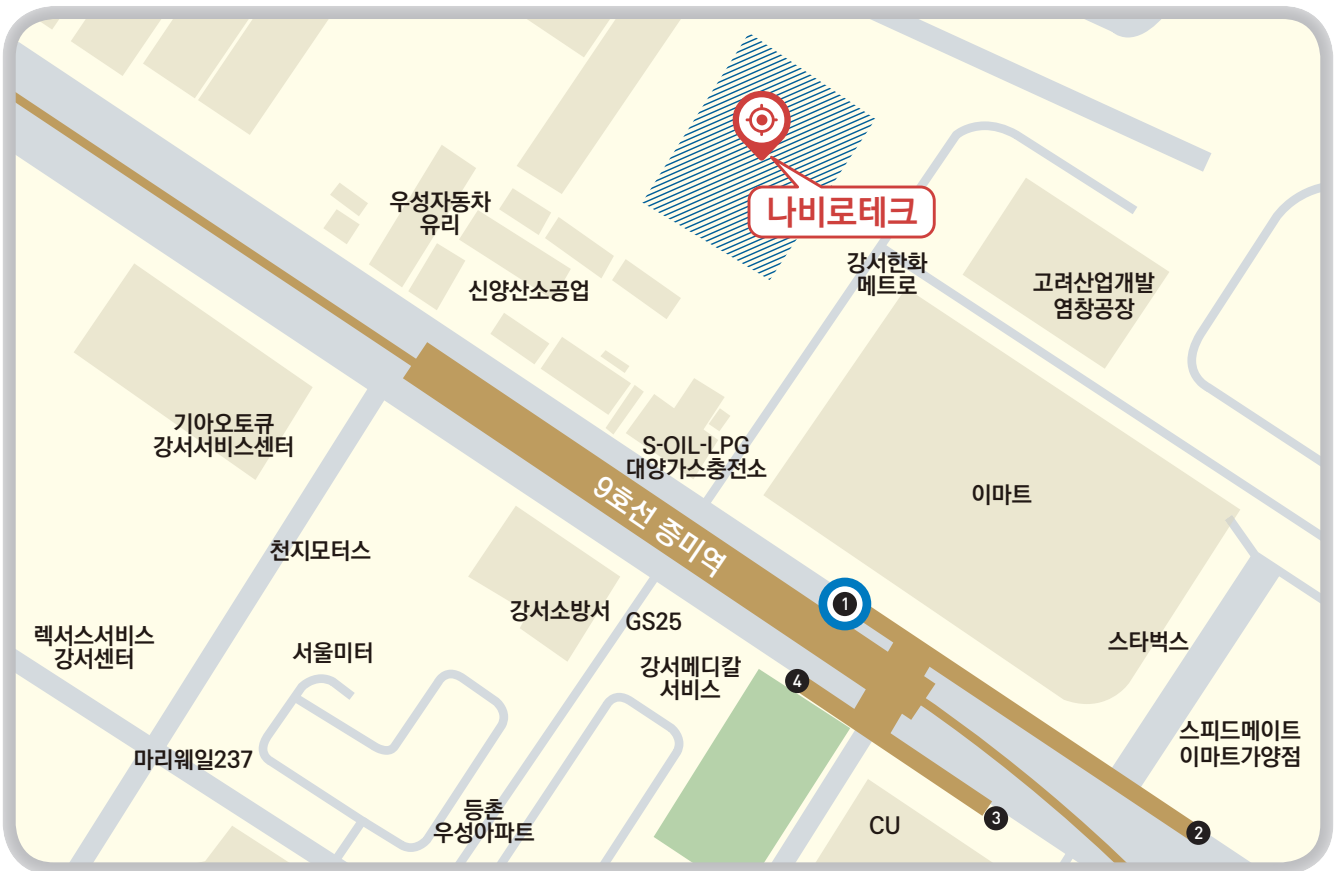 나비로테크
우성자동차
유리
강서한화
메트로
신양산소공업
고려산업개발
염창공장
기아오토큐
강서서비스센터
S-OIL-LPG
대양가스충전소
9호선 증미역
이마트
천지모터스
강서소방서
GS25
1
렉서스서비스
강서센터
서울미터
강서메디칼
서비스
4
스타벅스
마리웨일237
스피드메이트
이마트가양점
등촌
우성아파트
CU
3
2